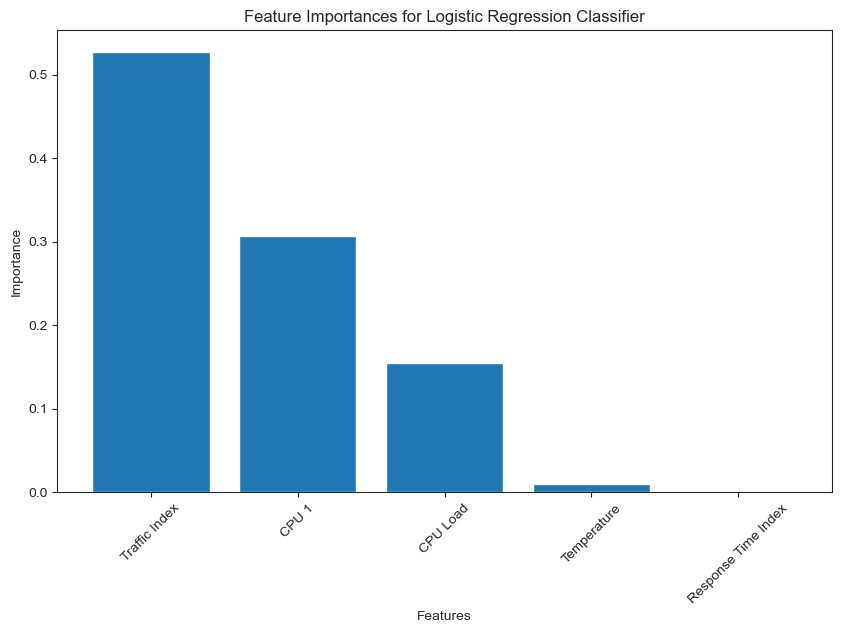 Feature Importances for Logistic Regression Classifier
0.5
0.4
0.3
0.2
0.1
0.0
Importance
Traffic Index
CPU 1
CPU Load
Temperature
Response Time Index
Features